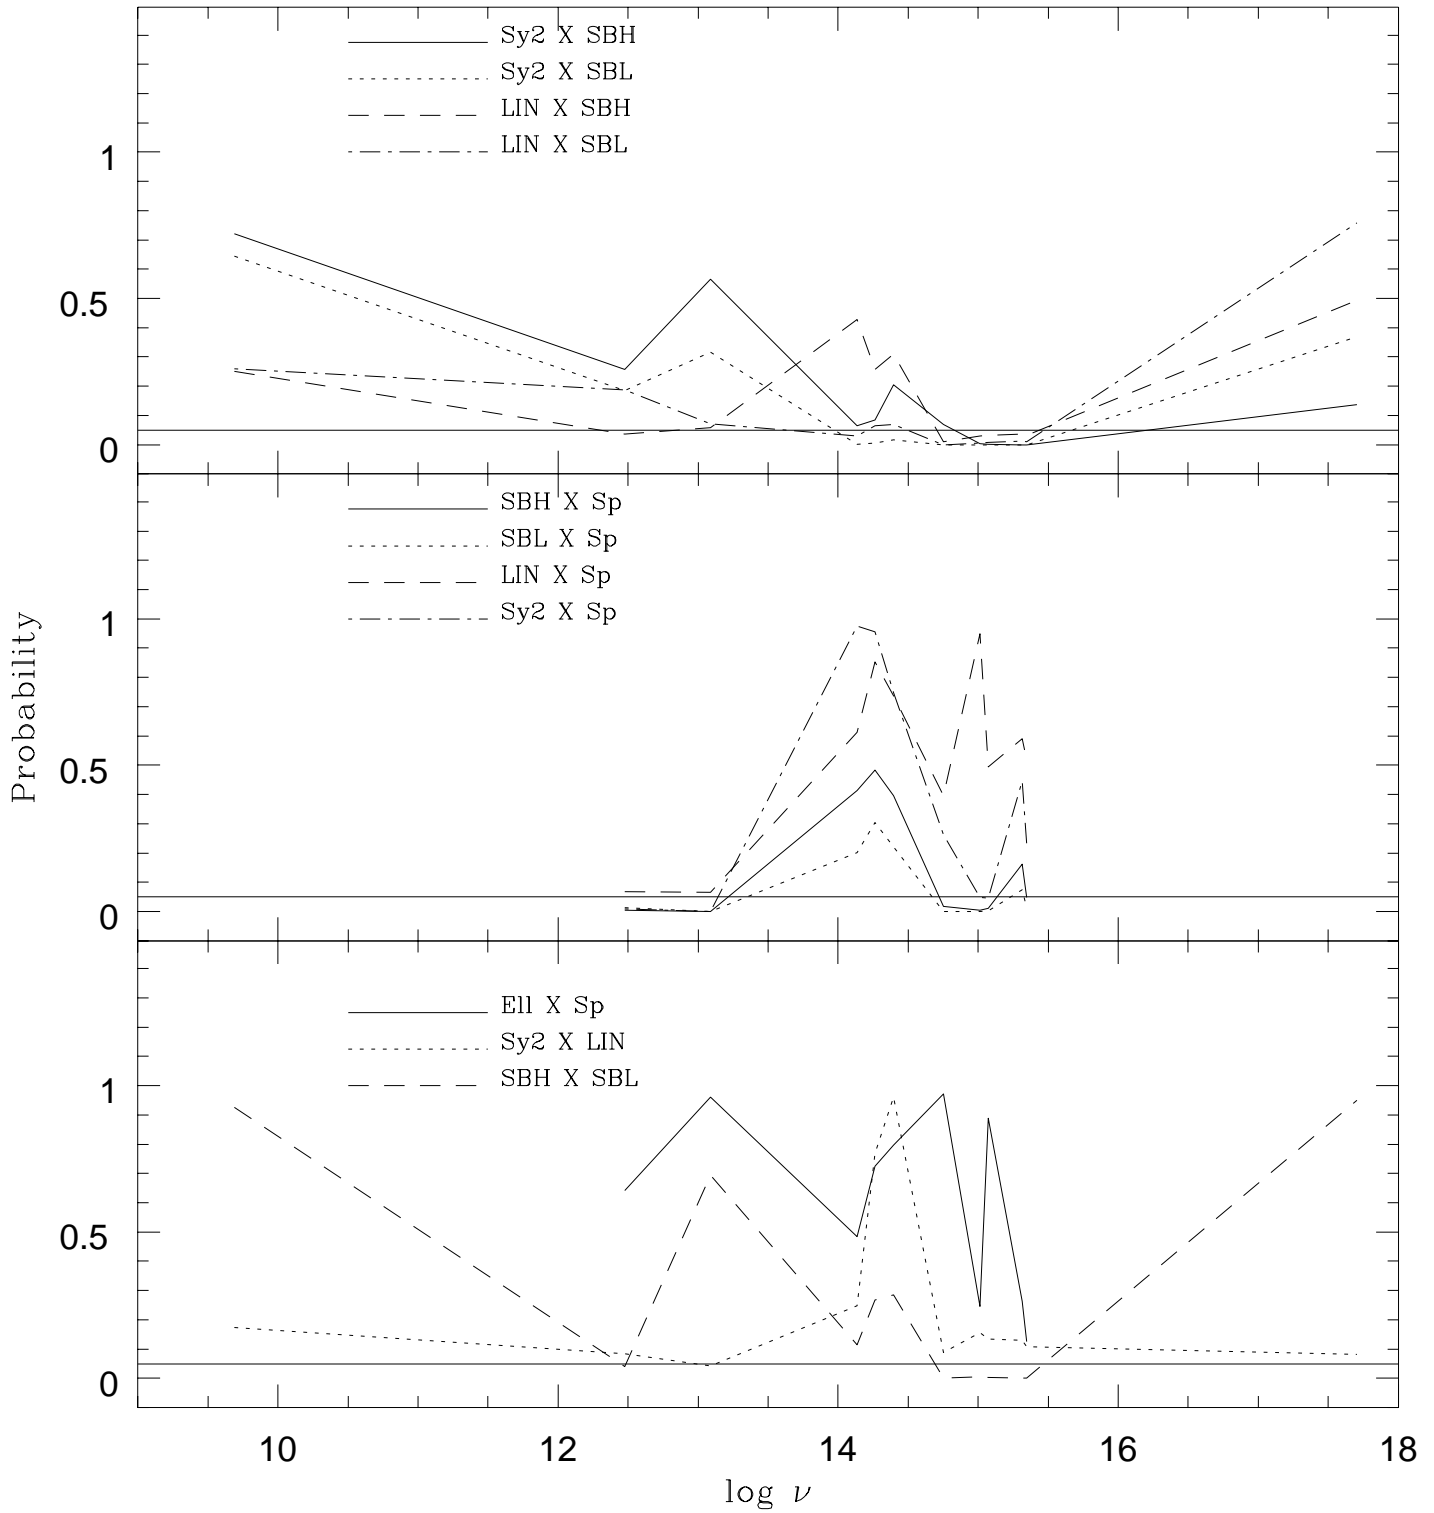 Sy2 X SBH
Sy2 X SBL
LIN X SBH
LIN X SBL
1
0.5
0
SBH X Sp
SBL X Sp
LIN X Sp
Sy2 X Sp
1
0.5
0
Probability
Ell X Sp
Sy2 X LIN
SBH X SBL
1
0.5
0
10 12 14 16 18
log ν